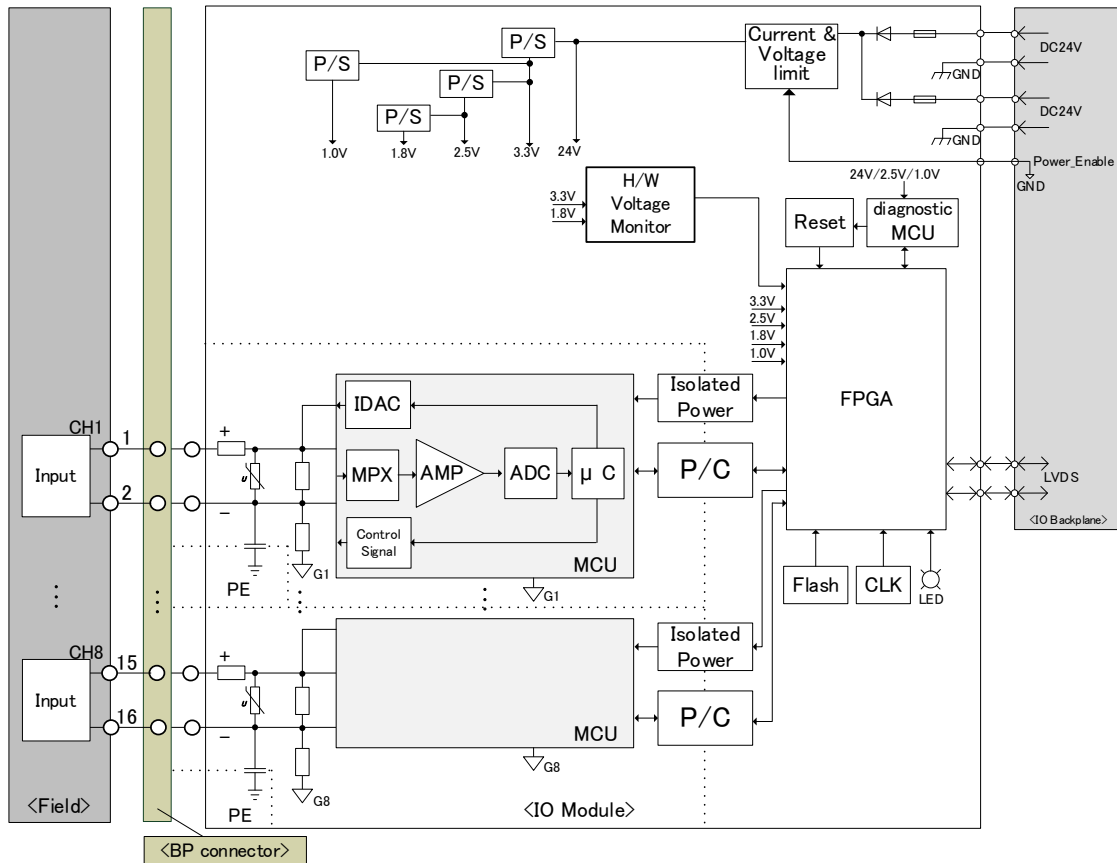 P/S
P/S
P/S
P/S
1.0V
1.8V
2.5V
3.3V
24V
Current &
Voltage
limit
DC24V
GND
DC24V
GND
Power_Enable
GND
H/W
Voltage
Monitor
3.3V
1.8V
24V/2.5V/1.0V
Reset
diagnostic
MCU
3.3V
2.5V
1.8V
1.0V
FPGA
Isolated
Power
P/C
LVDS
<IO Backplane>
Flash
CLK
LED
CH1
1
Input
2
+
u
−
PE
G1
IDAC
MPX
AMP
ADC
μ C
Control
Signal
MCU
G1
CH8
15
Input
16
+
u
−
PE
G8
MCU
G8
Isolated
Power
P/C
<Field>
<IO Module>
<BP connector>